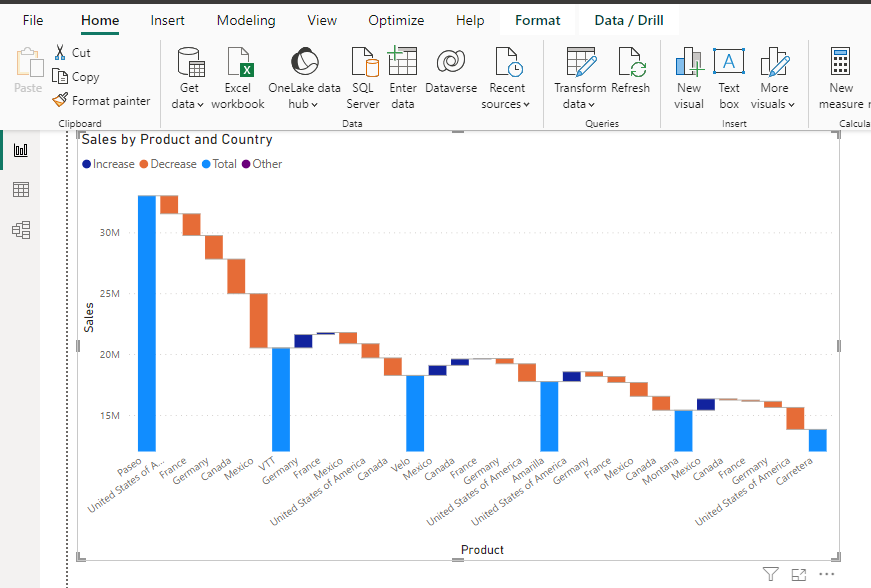 File Home Insert Modeling View Optimize Help Format Data / Drill
Paste
Cut
Copy
Format painter
Clipboard
Get data
Excel workbook
OneLake data hub
SQL Server
Enter data
Dataverse
Recent sources
Data
Transform data
Refresh
Queries
New visual
Text box
A
More visuals
Insert
New measure
Calcula
Sales by Product and Country
Increase Decrease Total Other
Sales
30M
25M
20M
15M
Paseo
United States of A...
France
Germany
Canada
Mexico
VTT
Germany
France
Mexico
United States of America
Canada
Velo
Mexico
Canada
France
Germany
United States of America
Amarilla
United States of America
Germany
France
Mexico
Canada
Montana
Mexico
Canada
France
Germany
United States of America
Carretera
Product